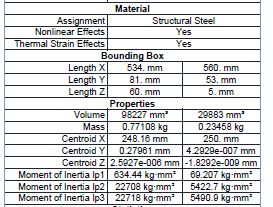 Material
Assignment Structural Steel
Nonlinear Effects Yes
Thermal Strain Effects Yes
Bounding Box
Length X 534. mm 560. mm
Length Y 81. mm 53. mm
Length Z 60. mm 5. mm
Properties
Volume 98227 mm³ 29883 mm³
Mass 0.77108 kg 0.23458 kg
Centroid X 248.16 mm 250. mm
Centroid Y 0.27961 mm 4.2929e-007 mm
Centroid Z 2.5927e-006 mm -1.8292e-009 mm
Moment of Inertia Ip1 634.44 kg·mm² 69.207 kg·mm²
Moment of Inertia Ip2 22708 kg·mm² 5422.7 kg·mm²
Moment of Inertia Ip3 22718 kg·mm² 5490.9 kg·mm²